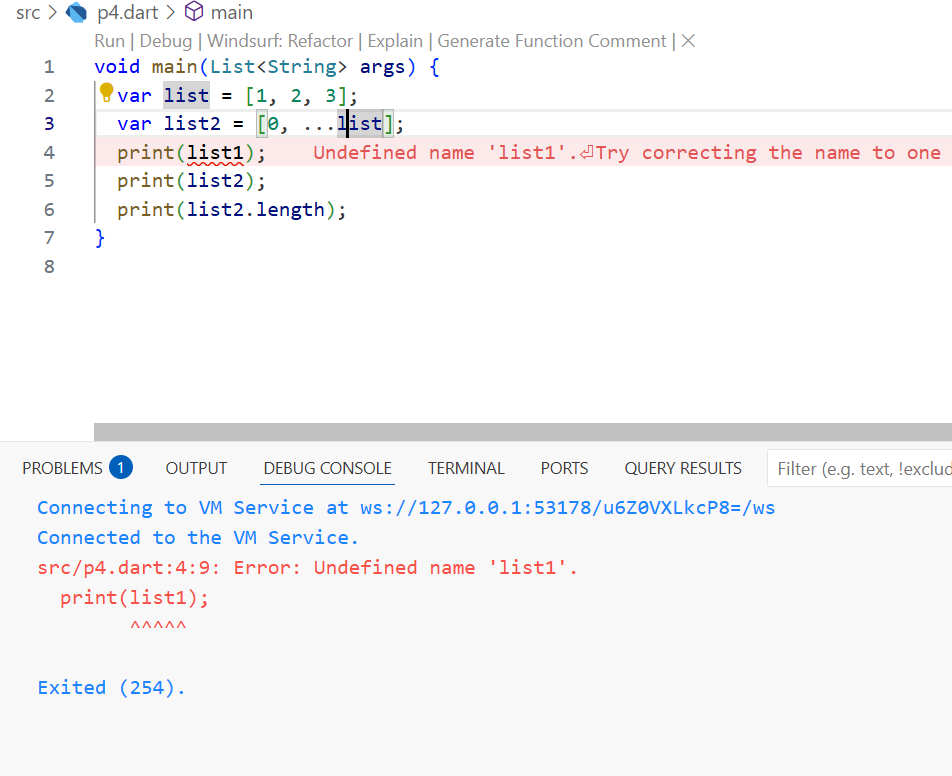 src > p4.dart > main
Run | Debug | Windsurf: Refactor | Explain | Generate Function Comment | ×
1 void main(List<String> args) {
2   var list = [1, 2, 3];
3   var list2 = [0, ...list];
4   print(list1);    Undefined name 'list1'.⏎Try correcting the name to one
5   print(list2);
6   print(list2.length);
7 }
8
PROBLEMS 1 OUTPUT DEBUG CONSOLE TERMINAL PORTS QUERY RESULTS Filter (e.g. text, !exclud
Connecting to VM Service at ws://127.0.0.1:53178/u6Z0VXLkcP8=/ws
Connected to the VM Service.
src/p4.dart:4:9: Error: Undefined name 'list1'.
  print(list1);
        ^^^^^
Exited (254).